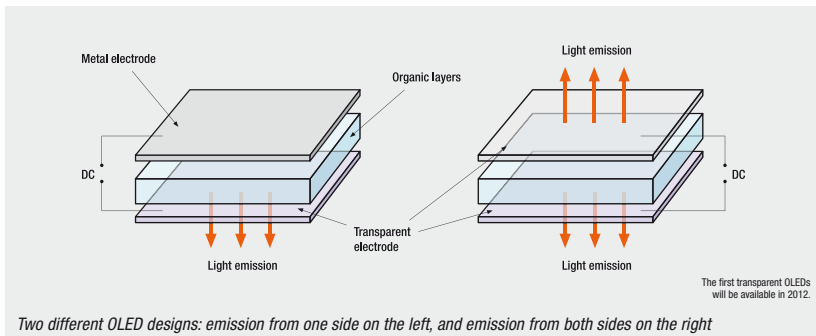 Light emission
Metal electrode
Organic layers
DC
DC
Transparent
electrode
Light emission
Light emission
The first transparent OLEDs
will be available in 2012.
Two different OLED designs: emission from one side on the left, and emission from both sides on the right